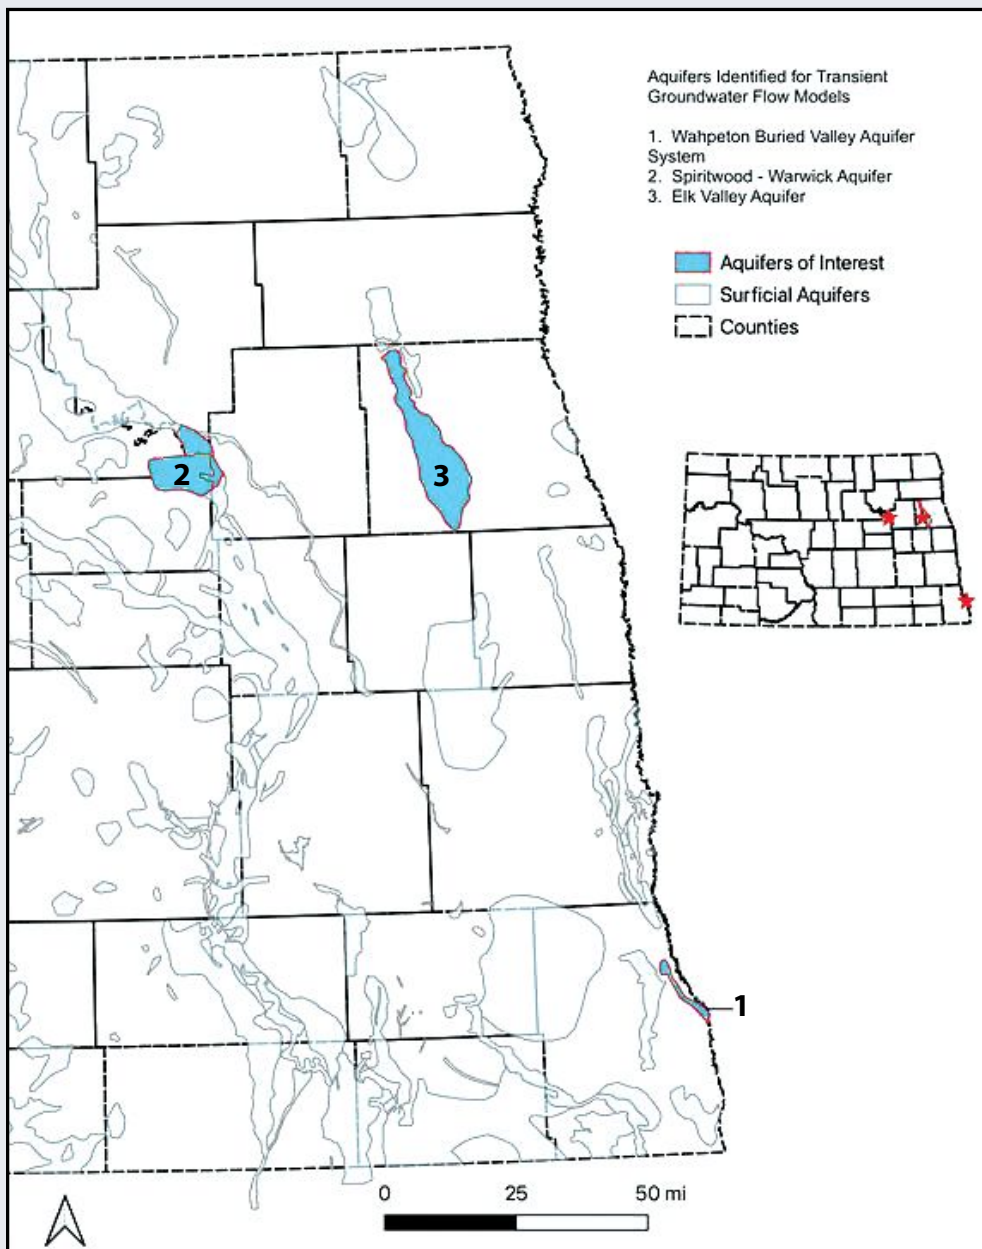 Aquifers Identified for Transient
Groundwater Flow Models
1. Wahpeton Buried Valley Aquifer
System
2. Spiritwood - Warwick Aquifer
3. Elk Valley Aquifer
Aquifers of Interest
Surficial Aquifers
Counties
2
3
1
0 25 50 mi